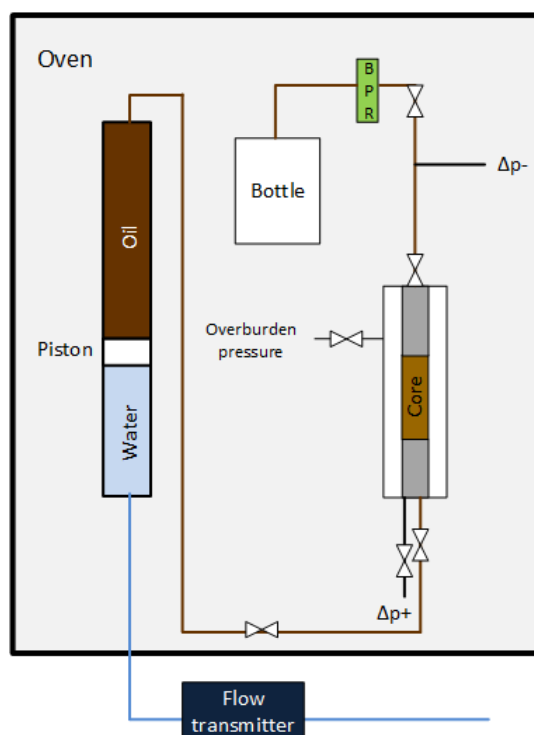 Oven
B
P
R
Δp-
Bottle
Oil
Overburden
pressure
Piston
Core
Water
Δp+
Flow
transmitter